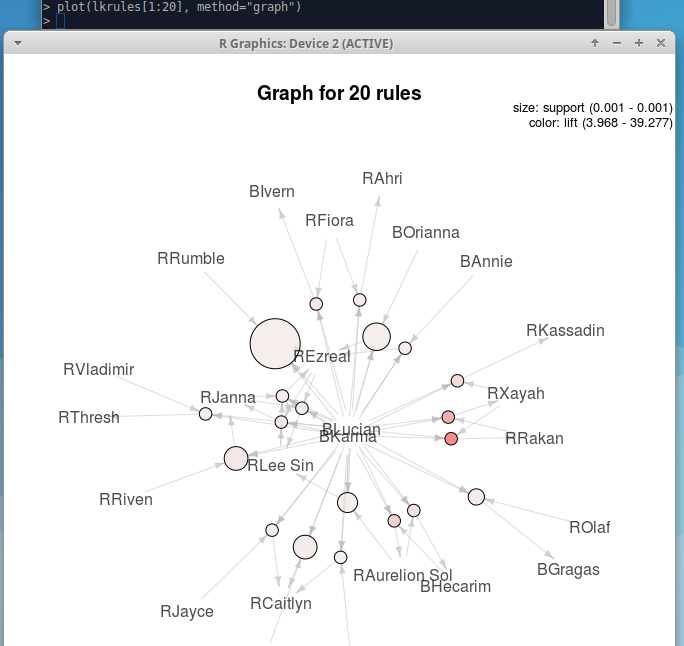 > plot(lkrules[1:20], method="graph")
>
R Graphics: Device 2 (ACTIVE)
Graph for 20 rules
size: support (0.001 - 0.001)
color: lift (3.968 - 39.277)
RAhri
BIvern
RFiora
BOrianna
RRumble
BAnnie
RKassadin
REzreal
RVladimir
RXayah
RJanna
RThresh
BLucian
BKarma
RRakan
RLee Sin
RRiven
ROlaf
BGragas
RAurelion Sol
BHecarim
RCaitlyn
RJayce